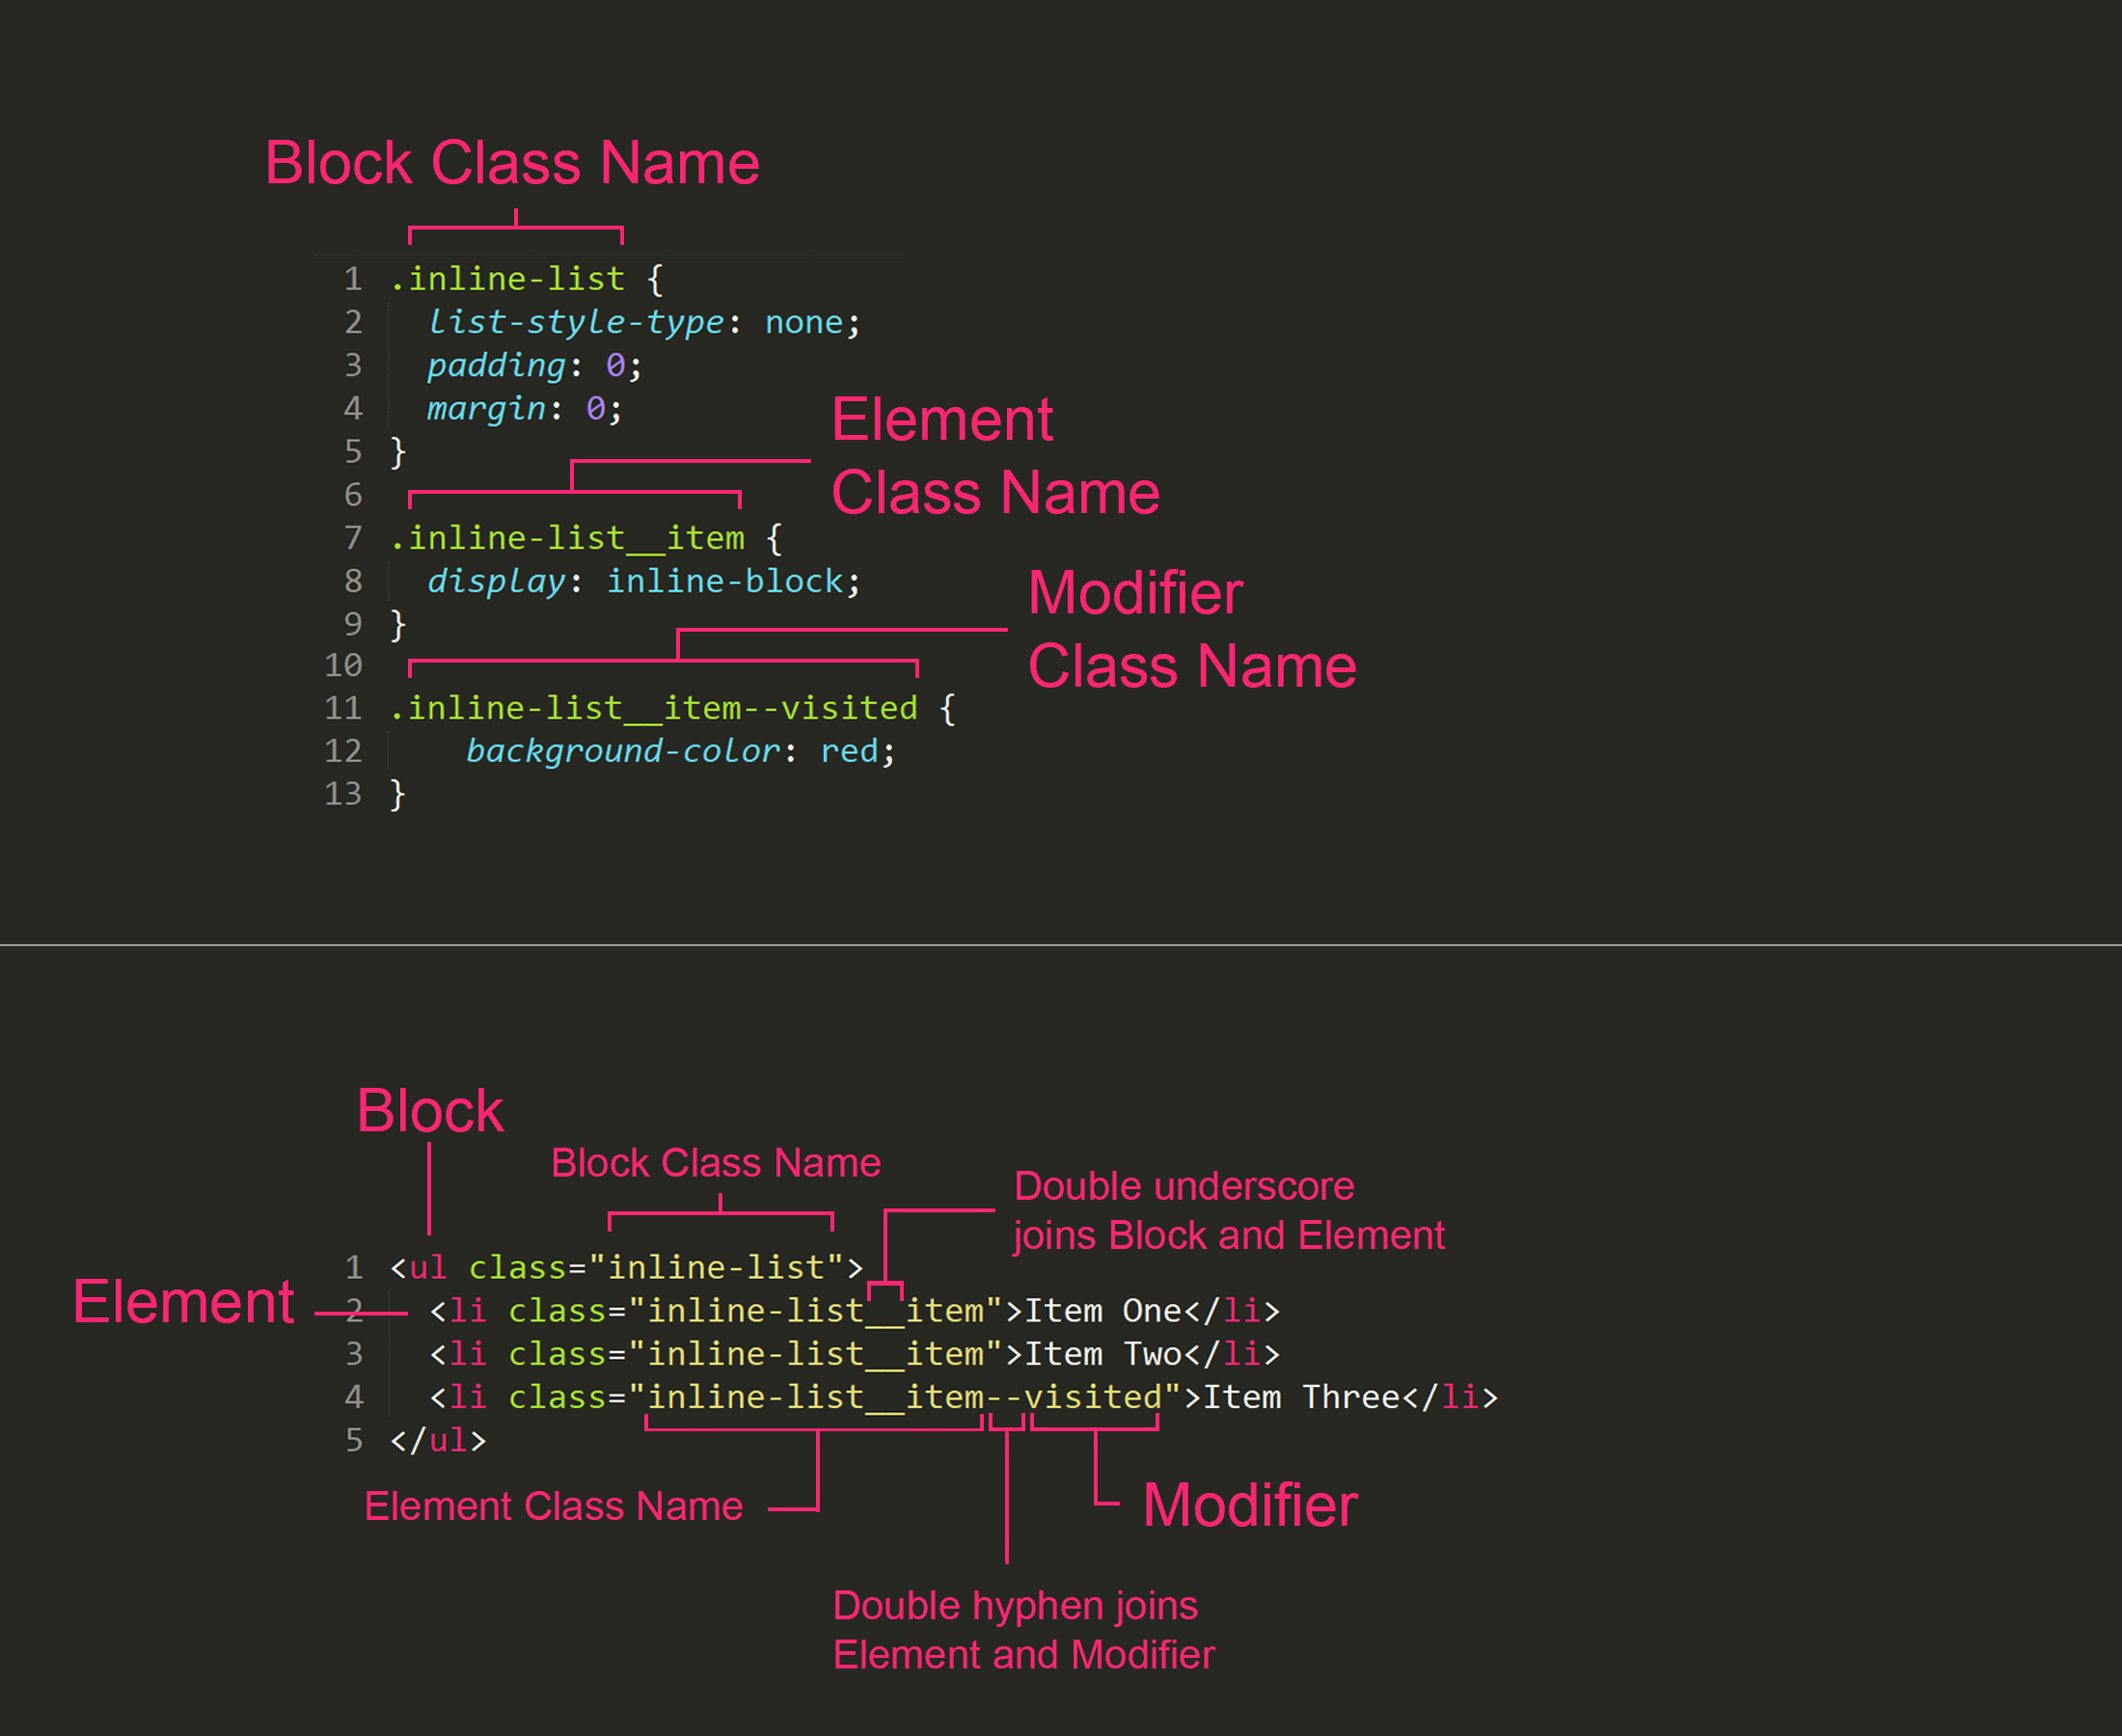 Block Class Name
1 .inline-list {
2 list-style-type: none;
3 padding: 0;
4 margin: 0;
5 }
Element
Class Name
6
7 .inline-list__item {
8 display: inline-block;
9 }
Modifier
Class Name
10
11 .inline-list__item--visited {
12 background-color: red;
13 }
Block
Block Class Name
Double underscore
joins Block and Element
1 <ul class="inline-list">
Element
2 <li class="inline-list__item">Item One</li>
3 <li class="inline-list__item">Item Two</li>
4 <li class="inline-list__item--visited">Item Three</li>
5 </ul>
Element Class Name
Modifier
Double hyphen joins
Element and Modifier